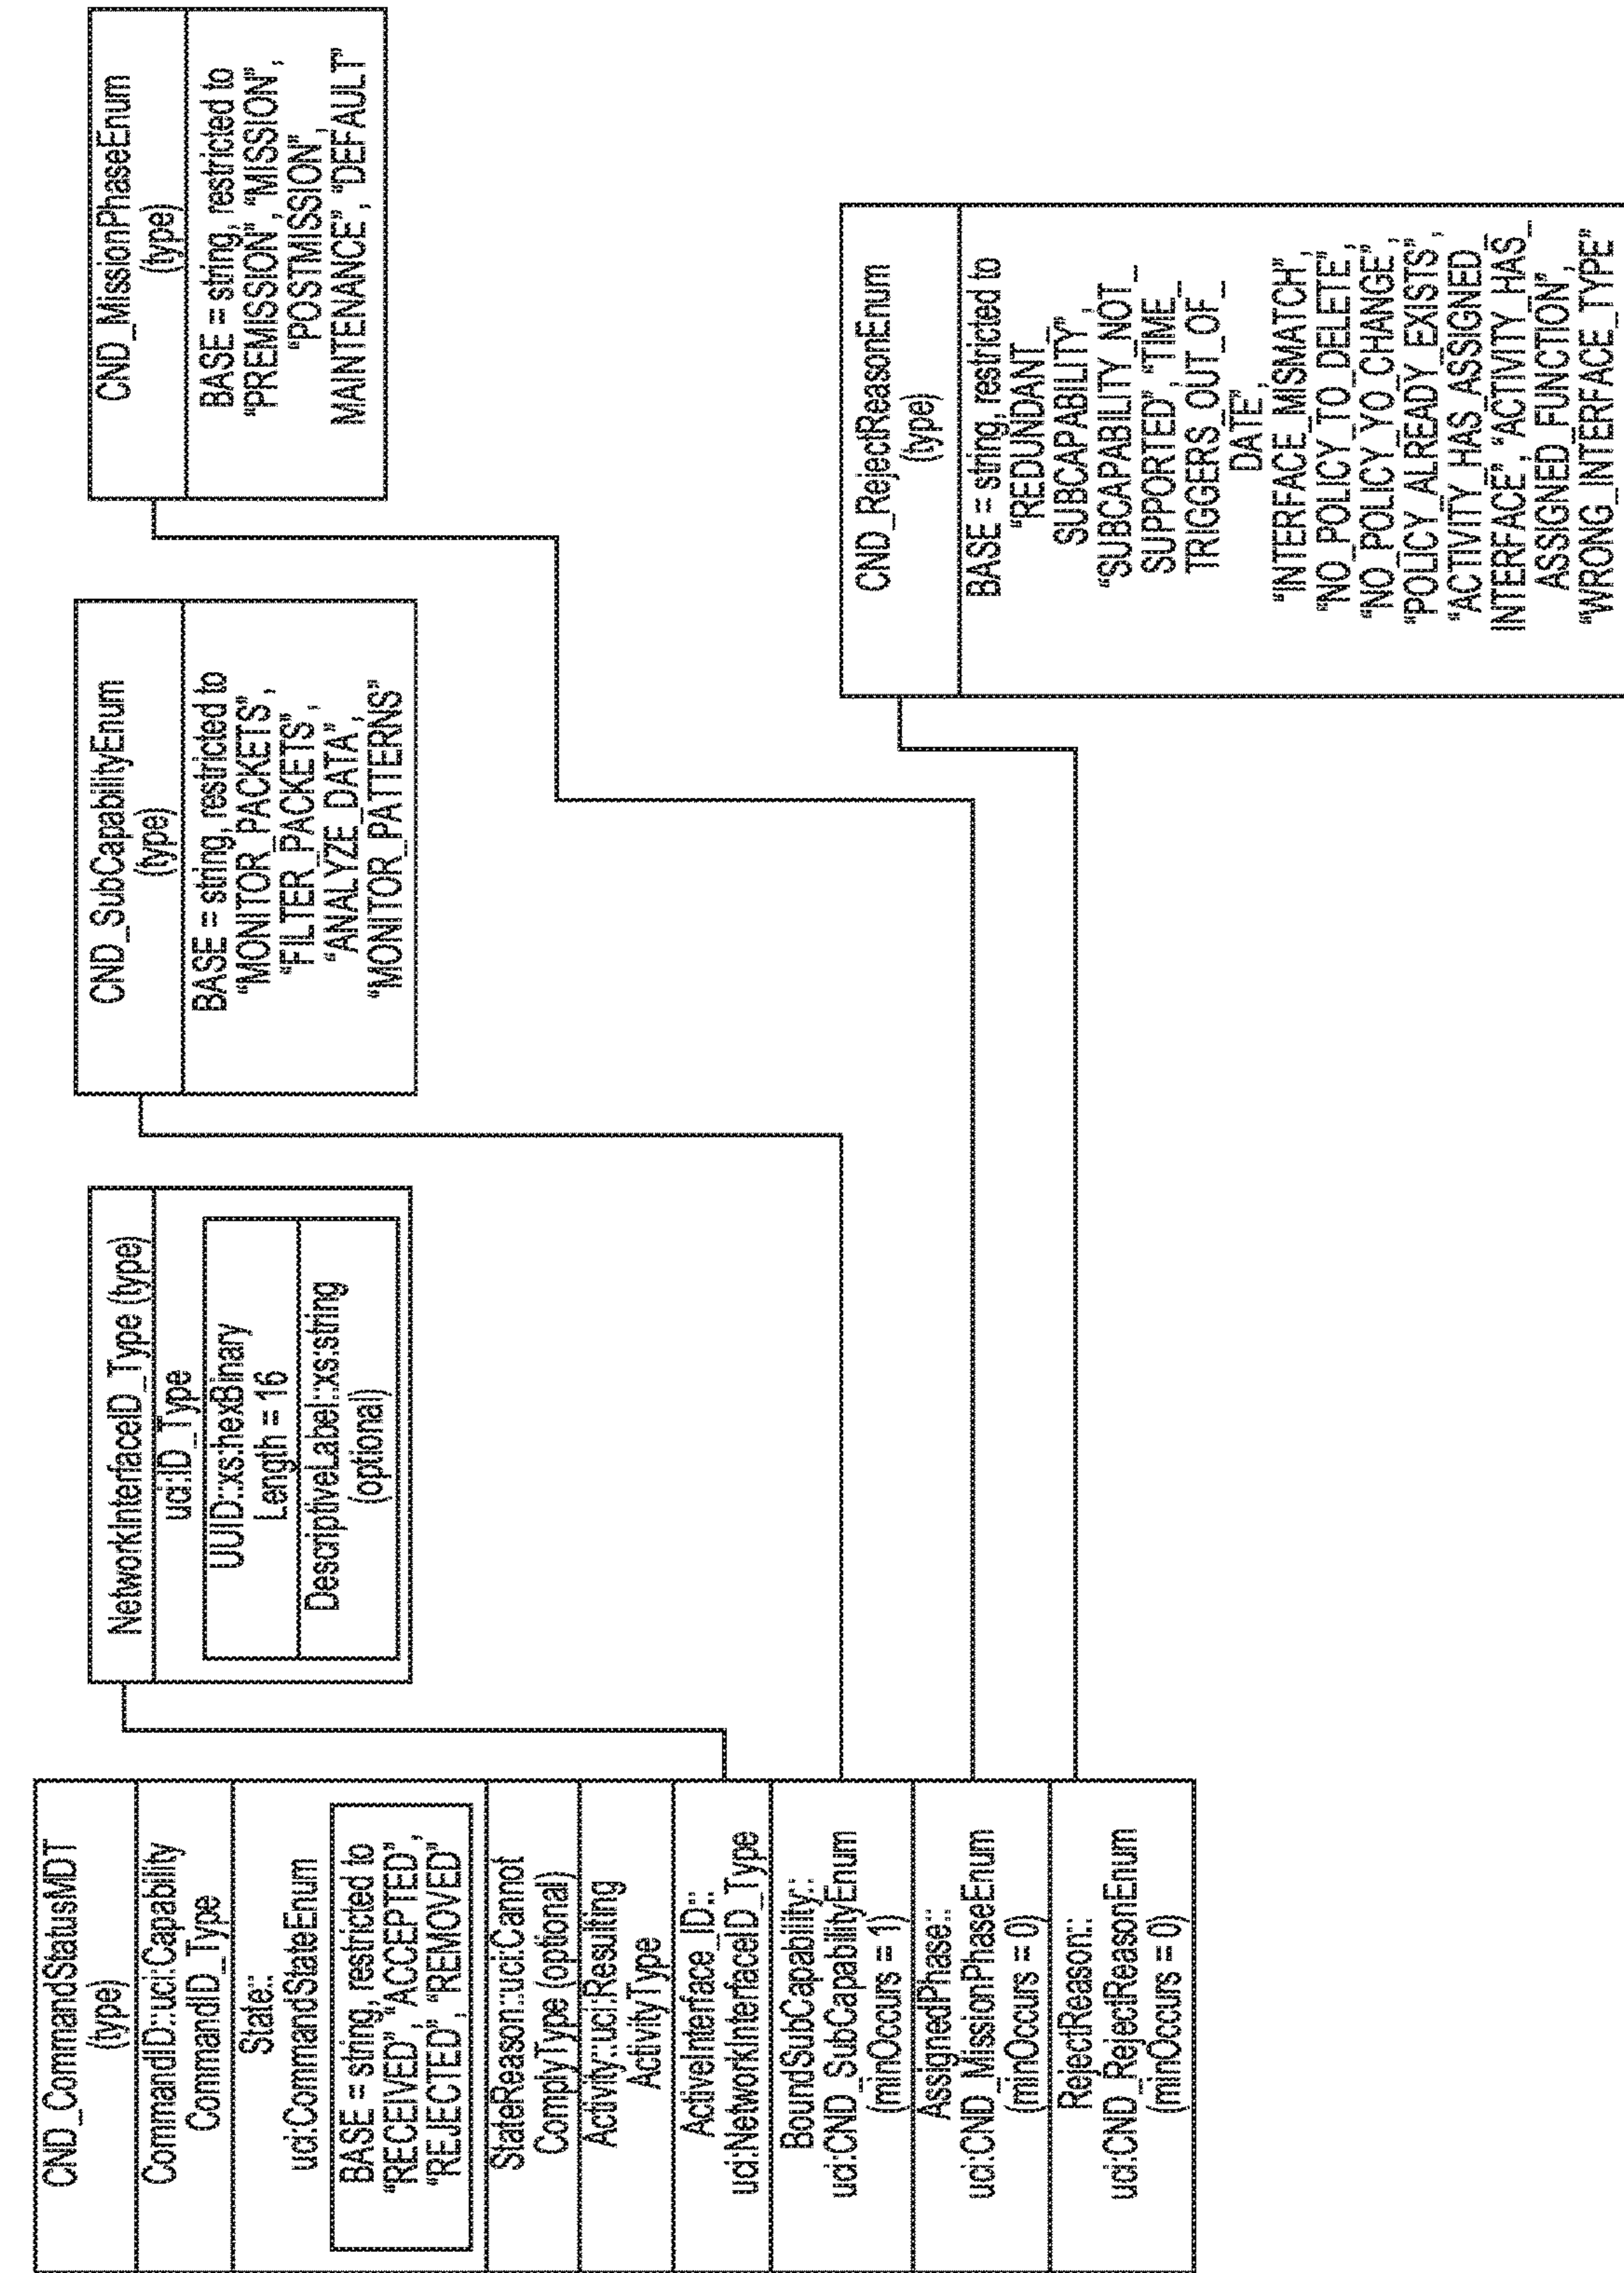 CND_CommandStatusMDT
(type)
CommandID::uci:Capability
CommandID_Type
State::
uci:CommandStateEnum
BASE = string, restricted to
“RECEIVED”, “ACCEPTED”,
“REJECTED”, “REMOVED”
StateReason::uci:Cannot
ComplyType (optional)
Activity::uci:Resulting
ActivityType
ActiveInterface_ID::
uci:NetworkInterfaceID_Type
BoundSubCapability::
uci:CND_SubCapabilityEnum
(minOccurs = 1)
AssignedPhase::
uci:CND_MissionPhaseEnum
(minOccurs = 0)
RejectReason::
uci:CND_RejectReasonEnum
(minOccurs = 0)
NetworkInterfaceID_Type (type)
uci:ID_Type
UUID::xs:hexBinary
Length = 16
DescriptiveLabel::xs:string
(optional)
CND_SubCapabilityEnum
(type)
BASE = string, restricted to
“MONITOR_PACKETS”,
“FILTER_PACKETS”,
“ANALYZE_DATA”,
“MONITOR_PATTERNS”
CND_MissionPhaseEnum
(type)
BASE = string, restricted to
“PREMISSION”, “MISSION”,
“POSTMISSION”,
MAINTENANCE”, “DEFAULT”
CND_RejectReasonEnum
(type)
BASE = string, restricted to
“REDUNDANT_
SUBCAPABILITY”,
“SUBCAPABILITY_NOT_
SUPPORTED”, “TIME_
TRIGGERS_OUT_OF_
DATE”,
“INTERFACE_MISMATCH”,
“NO_POLICY_TO_DELETE”,
“NO_POLICY_YO_CHANGE”,
“POLICY_ALREADY_EXISTS”,
“ACTIVITY_HAS_ASSIGNED_
INTERFACE”, “ACTIVITY_HAS_
ASSIGNED_FUNCTION”,
“WRONG_INTERFACE_TYPE”